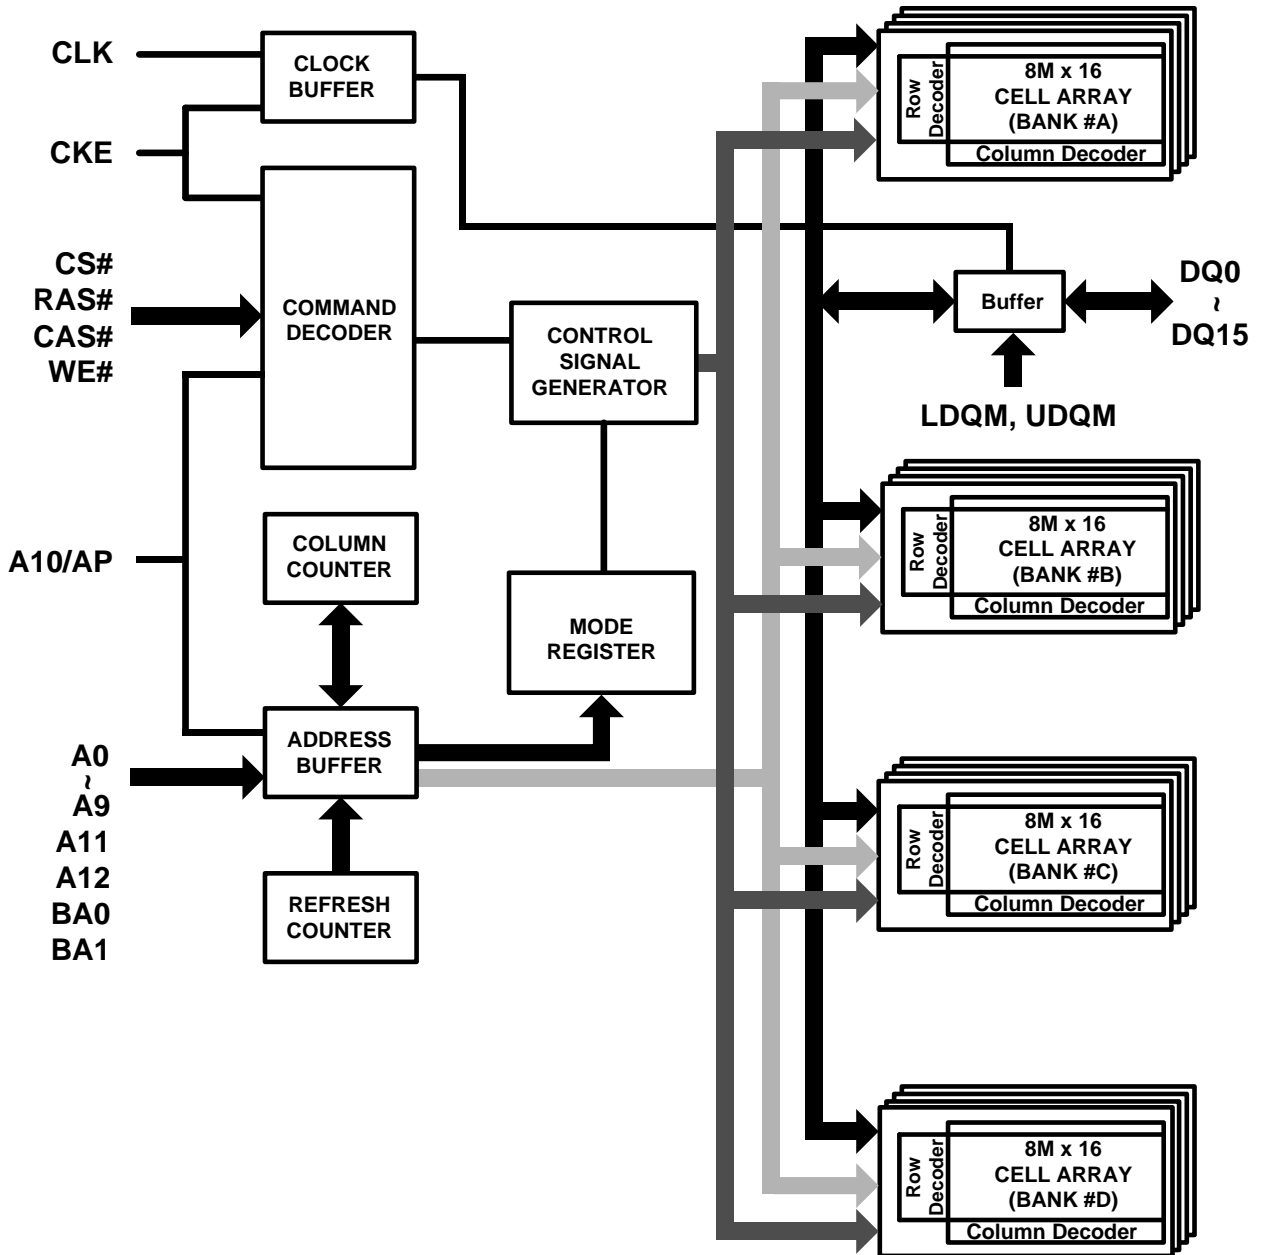 CLK
CKE
CS#
RAS#
CAS#
WE#
A10/AP
A0
~
A9
A11
A12
BA0
BA1
CLOCK
BUFFER
COMMAND
DECODER
COLUMN
COUNTER
ADDRESS
BUFFER
REFRESH
COUNTER
CONTROL
SIGNAL
GENERATOR
MODE
REGISTER
Row
Decoder
8M x 16
CELL ARRAY
(BANK #A)
Column Decoder
Buffer
DQ0
~
DQ15
LDQM, UDQM
Row
Decoder
8M x 16
CELL ARRAY
(BANK #B)
Column Decoder
Row
Decoder
8M x 16
CELL ARRAY
(BANK #C)
Column Decoder
Row
Decoder
8M x 16
CELL ARRAY
(BANK #D)
Column Decoder